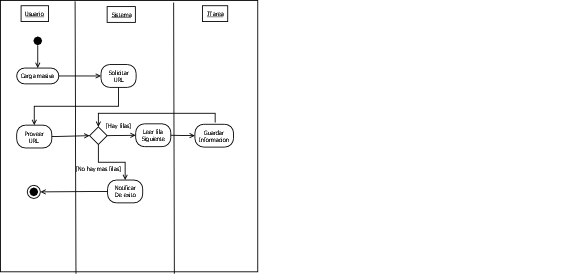 Usuario
Sistema
ITarea
Carga masiva
Solicitar
URL
Proveer
URL
[Hay filas]
Leer fila
Siguiente
Guardar
Informacion
[No hay mas filas]
Notificar
De exito